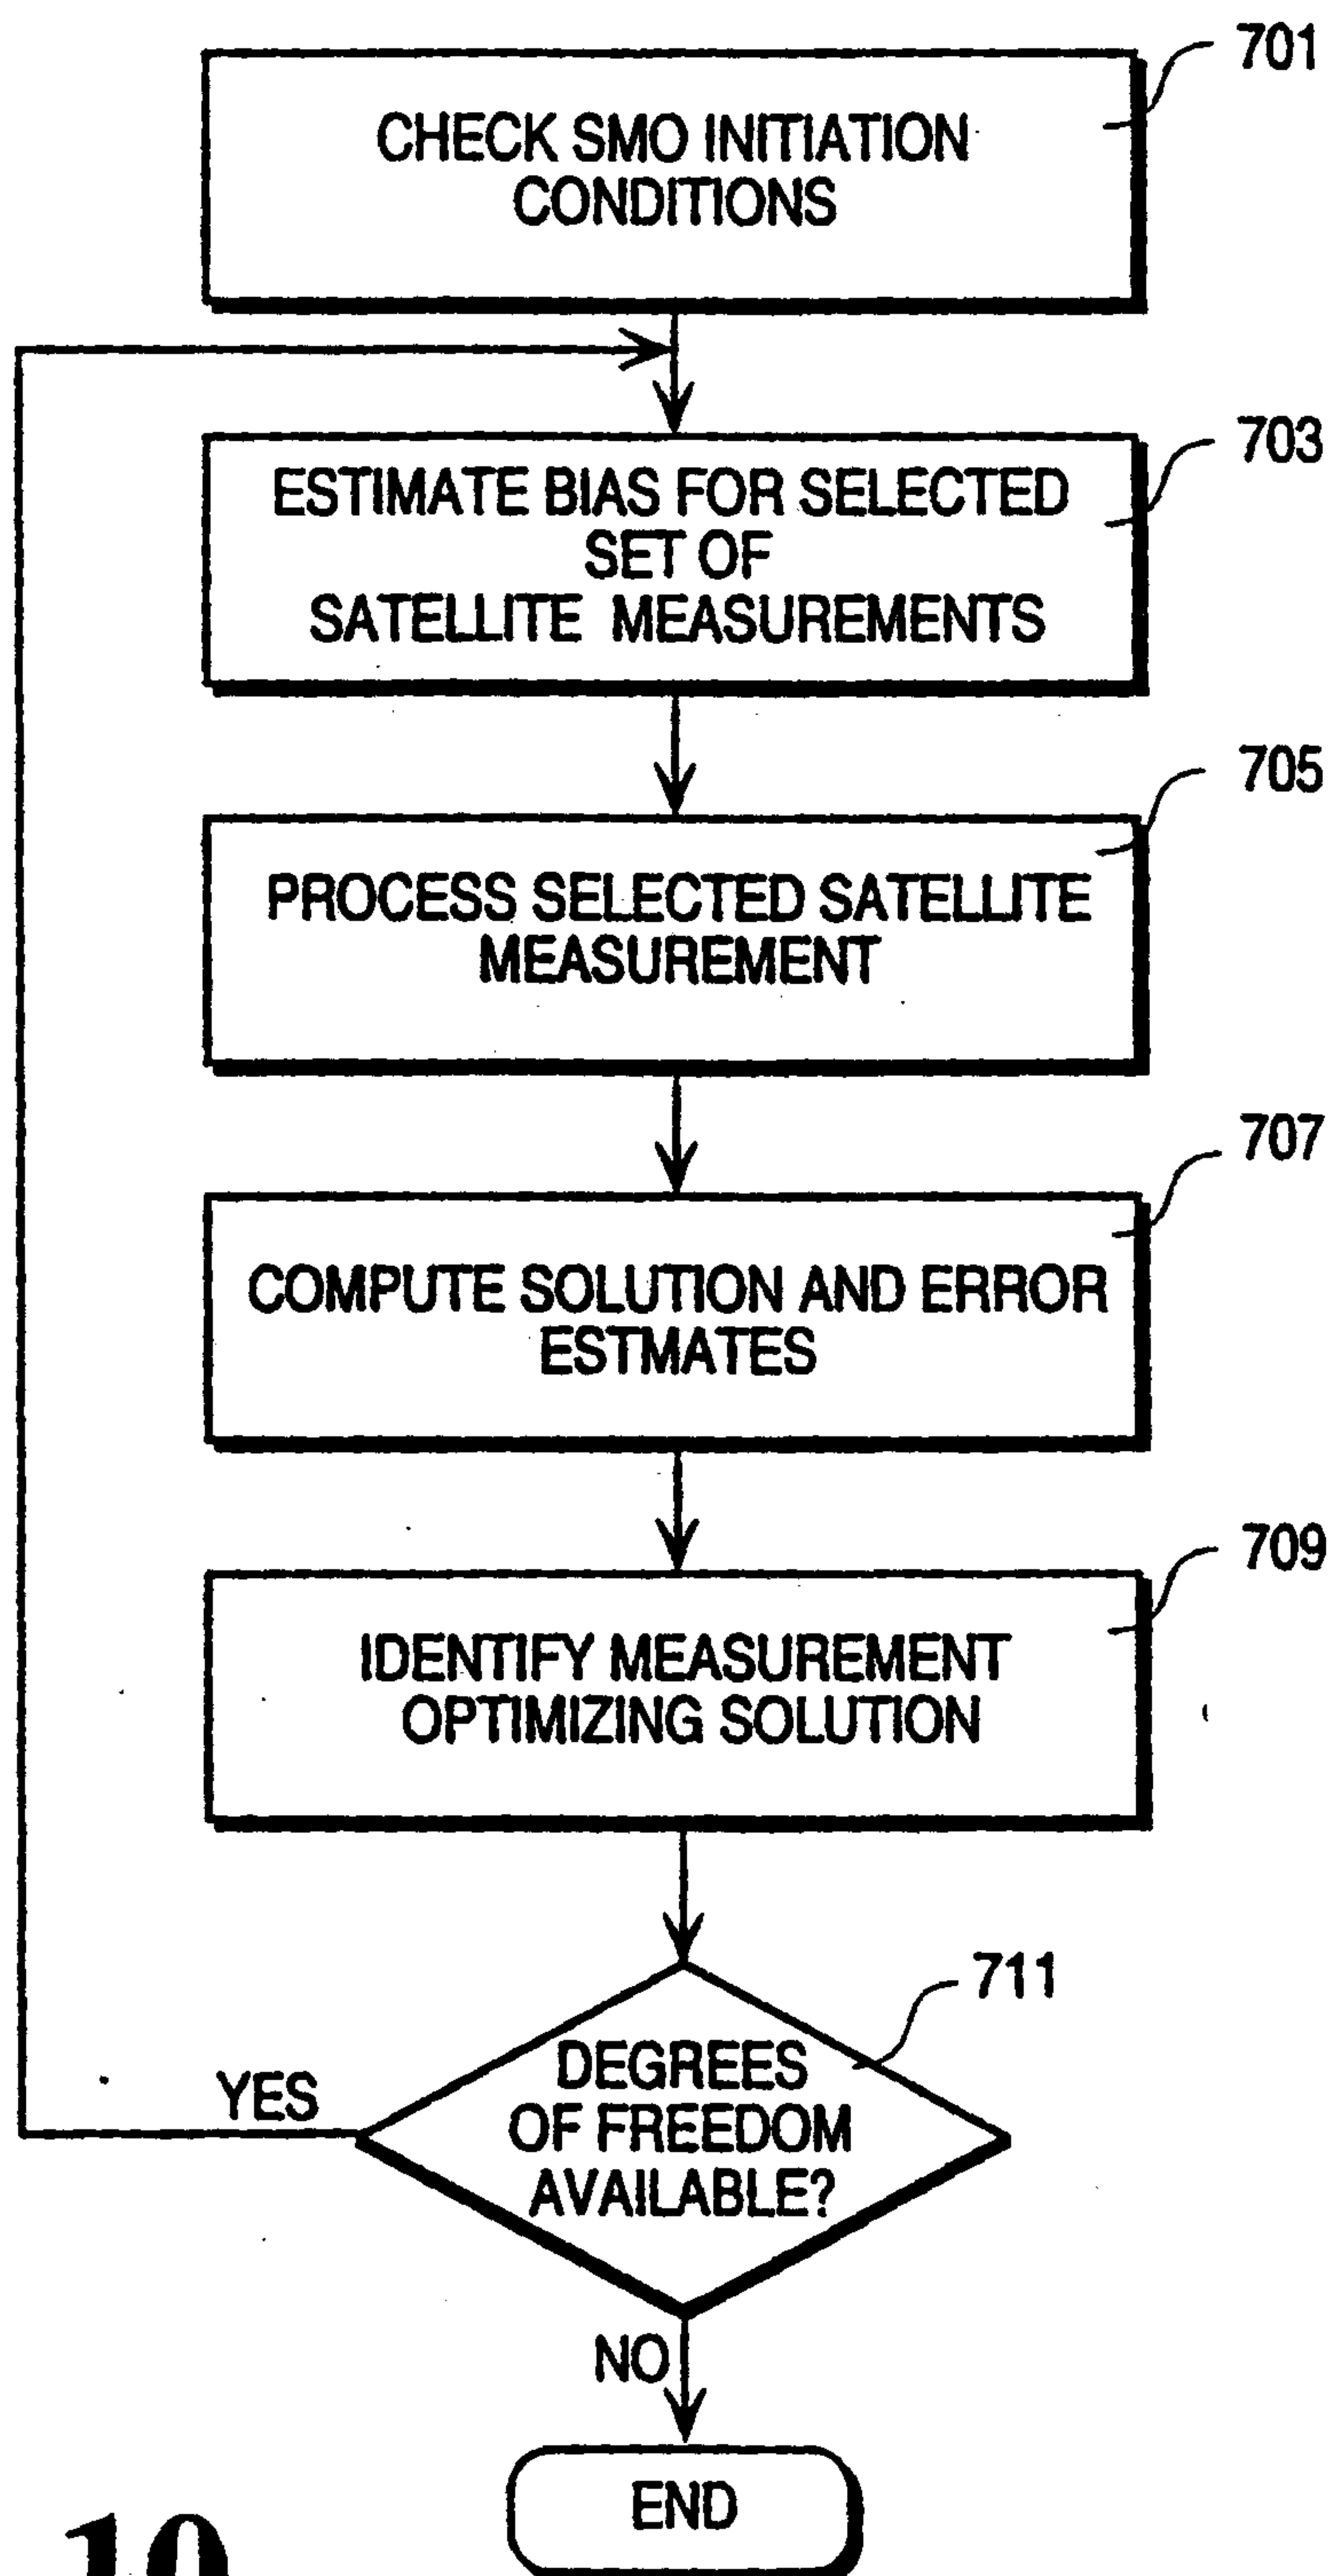 701
CHECK SMO INITIATION
CONDITIONS
703
ESTIMATE BIAS FOR SELECTED
SET OF
SATELLITE MEASUREMENTS
705
PROCESS SELECTED SATELLITE
MEASUREMENT
707
COMPUTE SOLUTION AND ERROR
ESTMATES
709
IDENTIFY MEASUREMENT
OPTIMIZING SOLUTION
711
DEGREES
OF FREEDOM
AVAILABLE?
YES
NO
END
10